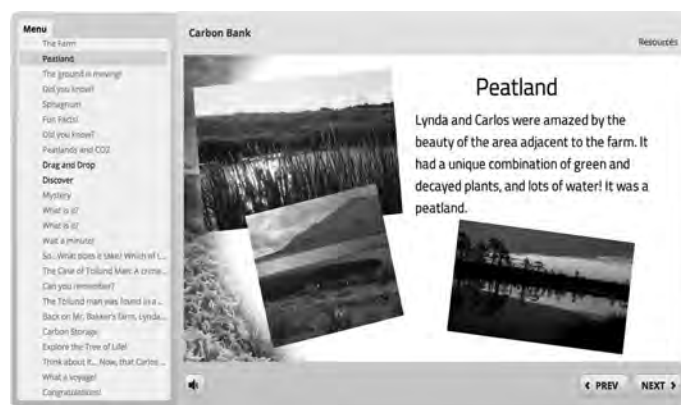 Menu
The Farm
Peatland
The ground is moving!
Did you know?
Sphagnum
Fun Facts!
Did you know?
Peatlands and CO2
Drag and Drop
Discover
Mystery
What is it?
What is it?
Wait a minute!
So...What does it take? Which of t...
The Case of Tollund Man: A crime...
Can you remember?
The Tollund man was found in a ...
Back on Mr. Bakker's farm, Lynda...
Carbon Storage
Explore the Tree of Life!
Think about it... Now, that Carlos ...
What a voyage!
Congratulations!
Carbon Bank
Resources
Peatland
Lynda and Carlos were amazed by the
beauty of the area adjacent to the farm. It
had a unique combination of green and
decayed plants, and lots of water! It was a
peatland.
PREV
NEXT